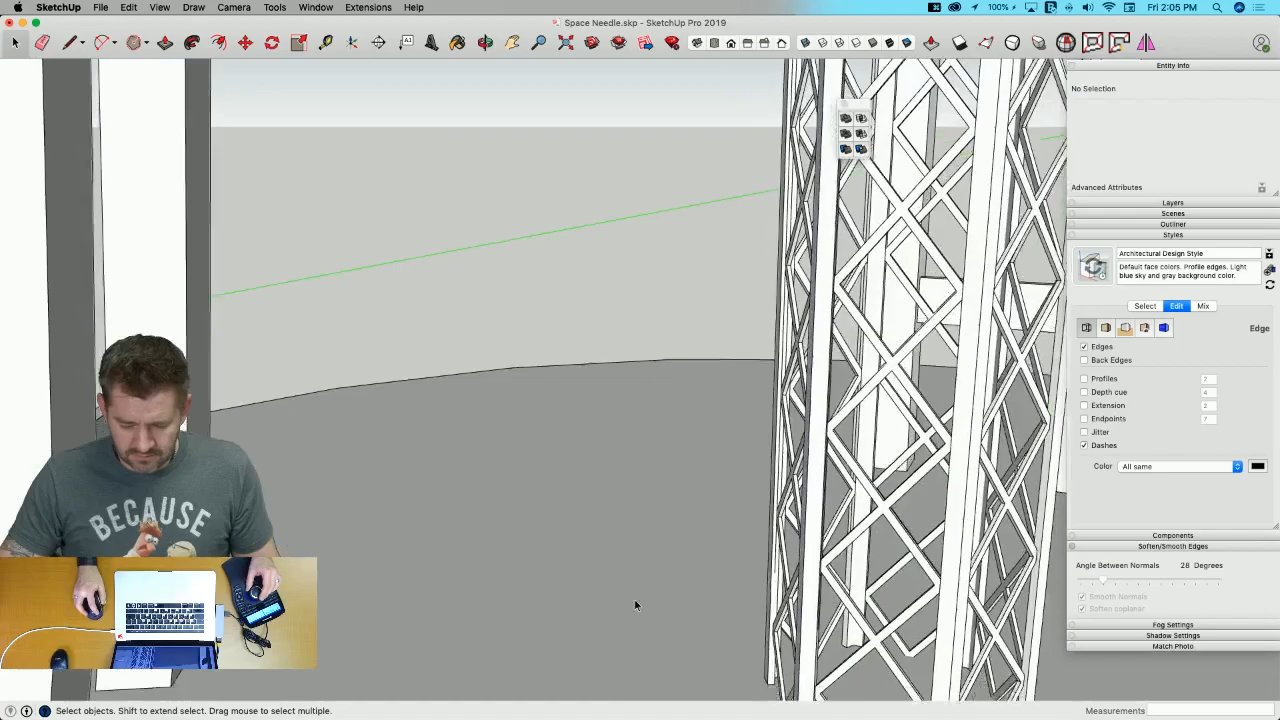 SketchUp File Edit View Draw Camera Tools Window Extensions Help
100% Fri 2:05 PM
Space Needle.skp - SketchUp Pro 2019
Entity Info
No Selection
Advanced Attributes
Layers
Scenes
Outliner
Styles
Architectural Design Style
Default face colors. Profile edges. Light
blue sky and gray background color.
Select Edit Mix
Edge
Edges
Back Edges
Profiles 2
Depth cue 4
Extension 2
Endpoints 7
Jitter
Dashes
Color All same
Components
Soften/Smooth Edges
Angle Between Normals 28 Degrees
Smooth Normals
Soften coplanar
Fog Settings
Shadow Settings
Match Photo
BECAUSE
Select objects. Shift to extend select. Drag mouse to select multiple.
Measurements